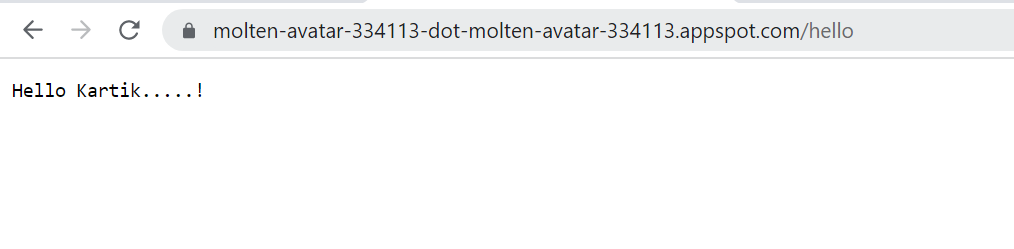 molten-avatar-334113-dot-molten-avatar-334113.appspot.com/hello
Hello Kartik.....!